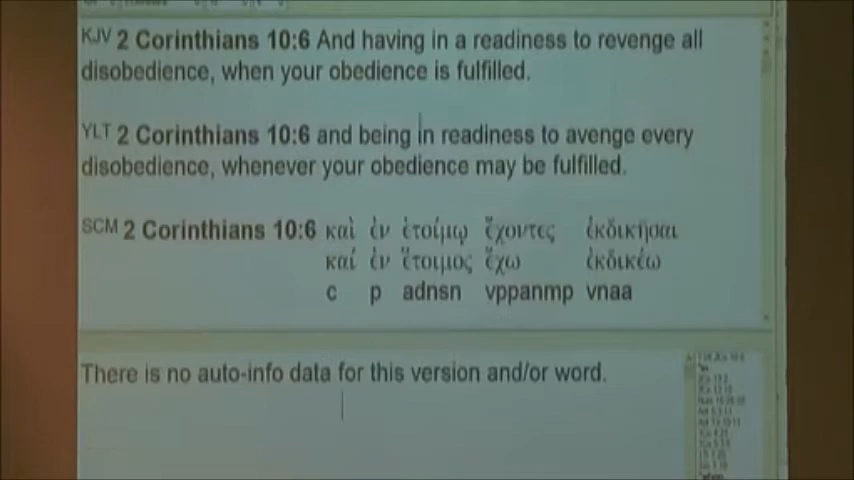 KJV 2 Corinthians 10:6 And having in a readiness to revenge all
disobedience, when your obedience is fulfilled.
YLT 2 Corinthians 10:6 and being in readiness to avenge every
disobedience, whenever your obedience may be fulfilled.
SCM 2 Corinthians 10:6 καὶ ἐν ἑτοίμῳ ἔχοντες ἐκδικῆσαι
καί ἐν ἕτοιμος ἔχω ἐκδικέω
c p adnsn vppanmp vnaa
There is no auto-info data for this version and/or word.